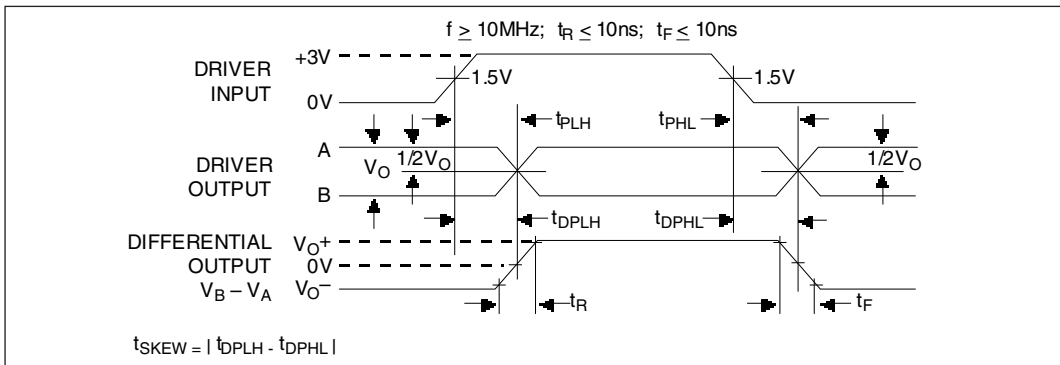 f ≥ 10MHz; tR ≤ 10ns; tF ≤ 10ns
+3V
DRIVER
INPUT
1.5V
1.5V
0V
tPLH
tPHL
A
DRIVER
OUTPUT
VO
1/2VO
1/2VO
B
tDPLH
tDPHL
DIFFERENTIAL
OUTPUT
VB – VA
VO+
0V
VO–
tR
tF
tSKEW = | tDPLH - tDPHL |